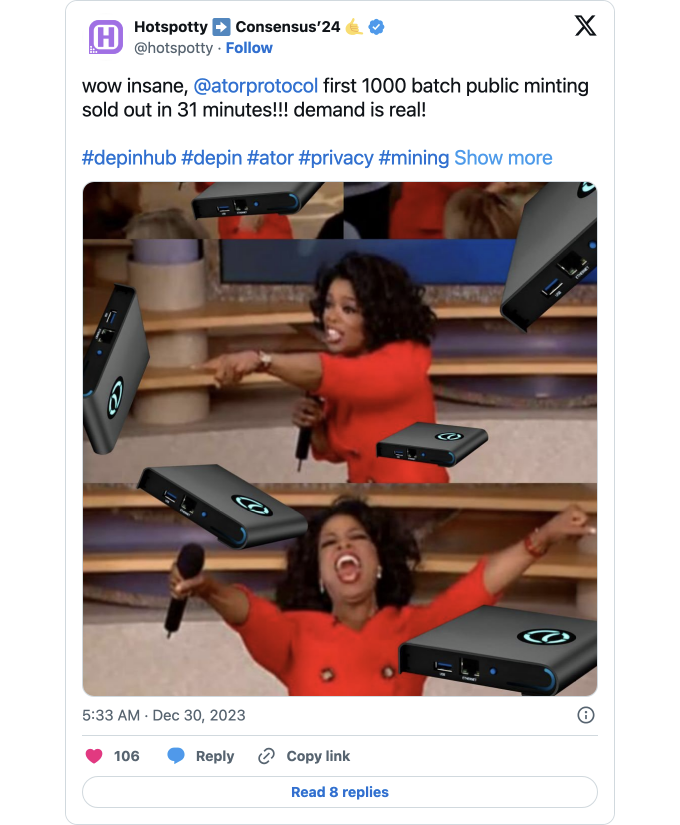 Hotspotty ➡️ Consensus'24 🤙
@hotspotty · Follow
wow insane, @atorprotocol first 1000 batch public minting
sold out in 31 minutes!!! demand is real!
#depinhub #depin #ator #privacy #mining Show more
USB
ETHERNET
5:33 AM · Dec 30, 2023
106
Reply
Copy link
Read 8 replies